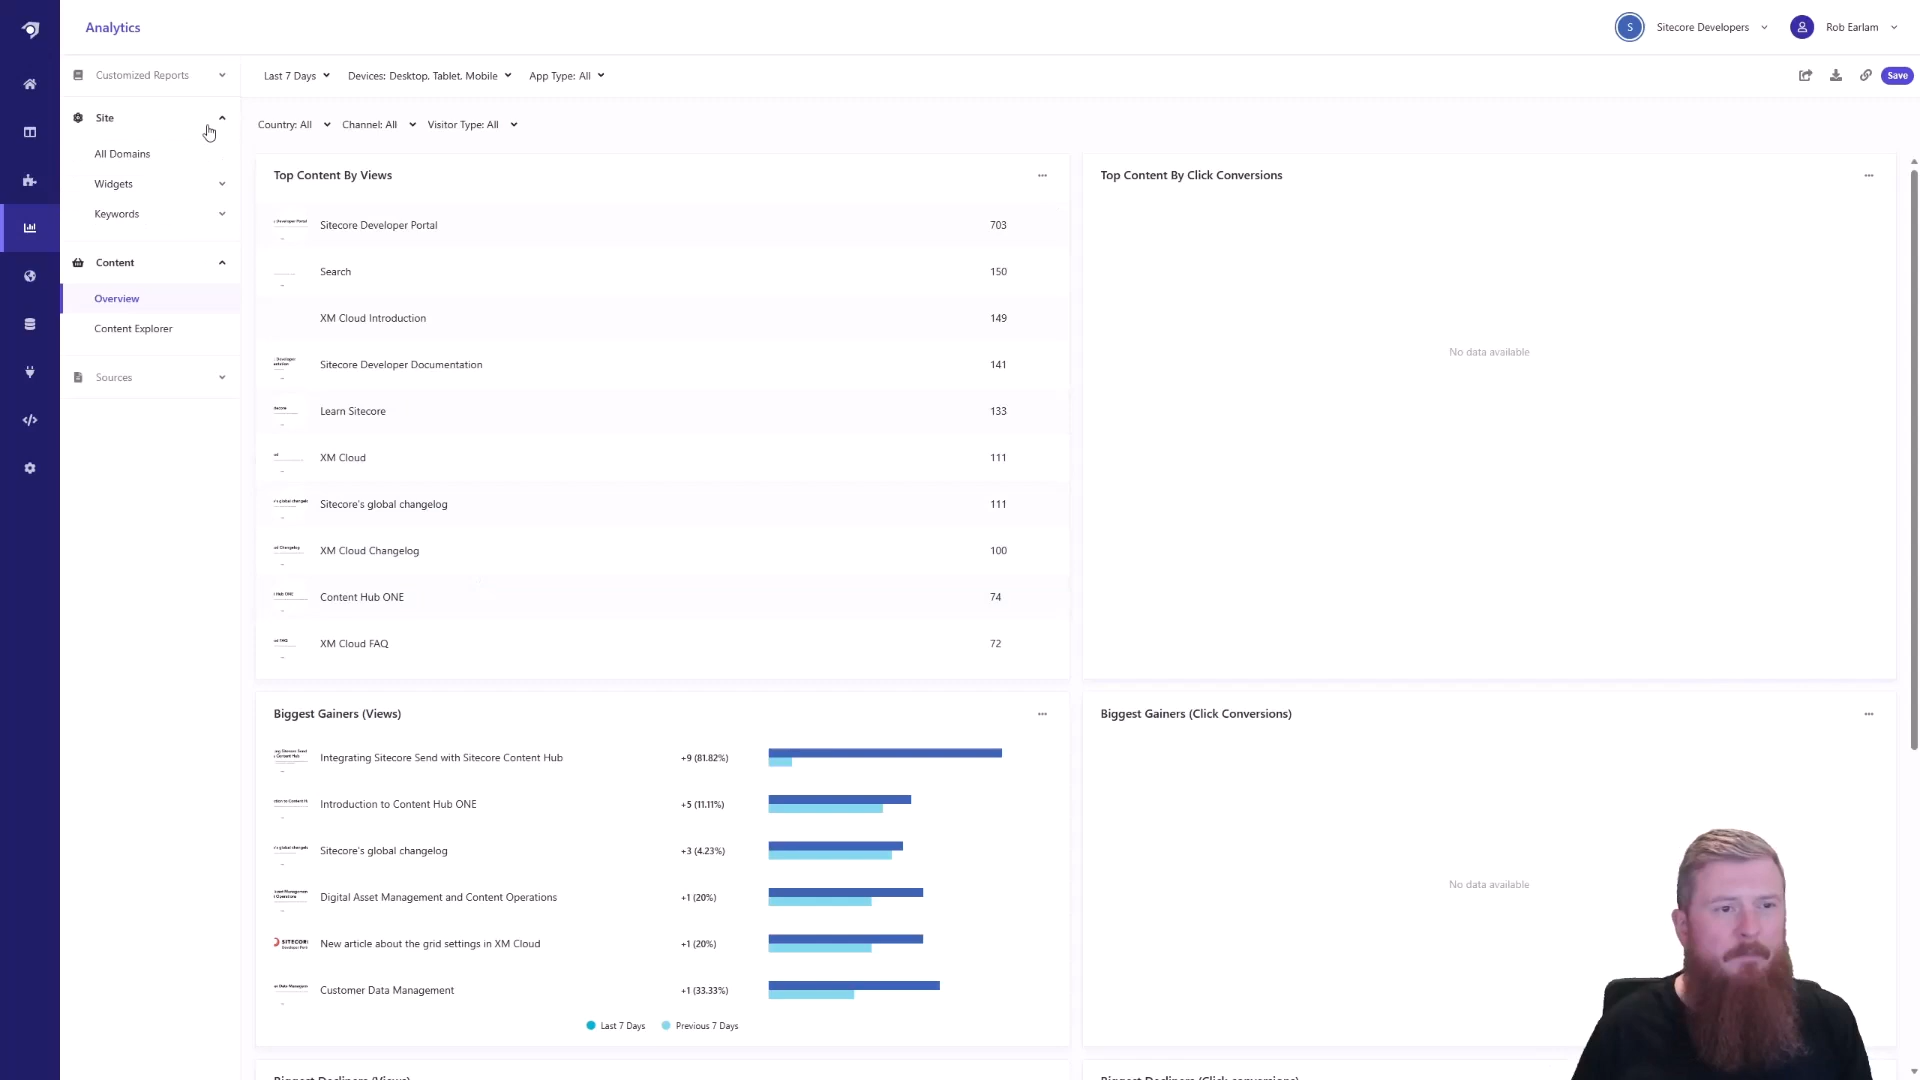 Analytics
S
Sitecore Developers
Rob Earlam
Customized Reports
Site
All Domains
Widgets
Keywords
Content
Overview
Content Explorer
Sources
Last 7 Days
Devices: Desktop, Tablet, Mobile
App Type: All
Save
Country: All
Channel: All
Visitor Type: All
Top Content By Views
Sitecore Developer Portal 703
Search 150
XM Cloud Introduction 149
Sitecore Developer Documentation 141
Learn Sitecore 133
XM Cloud 111
Sitecore's global changelog 111
XM Cloud Changelog 100
Content Hub ONE 74
XM Cloud FAQ 72
Top Content By Click Conversions
No data available
Biggest Gainers (Views)
Integrating Sitecore Send with Sitecore Content Hub +9 (81.82%)
Introduction to Content Hub ONE +5 (11.11%)
Sitecore's global changelog +3 (4.23%)
Digital Asset Management and Content Operations +1 (20%)
New article about the grid settings in XM Cloud +1 (20%)
Customer Data Management +1 (33.33%)
Last 7 Days
Previous 7 Days
Biggest Gainers (Click Conversions)
No data available
Biggest Decliners (Views)
Biggest Decliners (Click conversions)